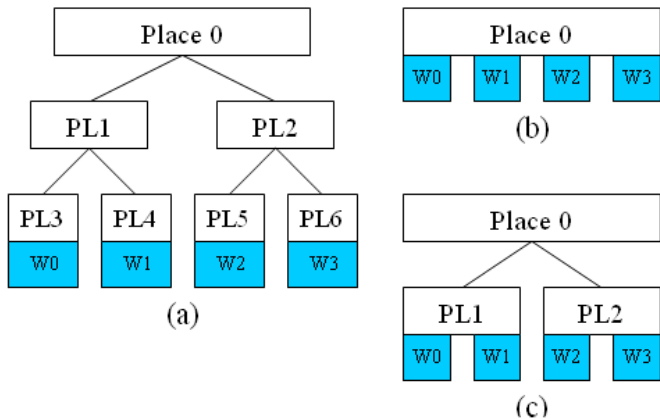 Place 0
PL1 PL2
PL3 PL4 PL5 PL6
W0 W1 W2 W3
(a)
Place 0
W0 W1 W2 W3
(b)
Place 0
PL1 PL2
W0 W1 W2 W3
(c)